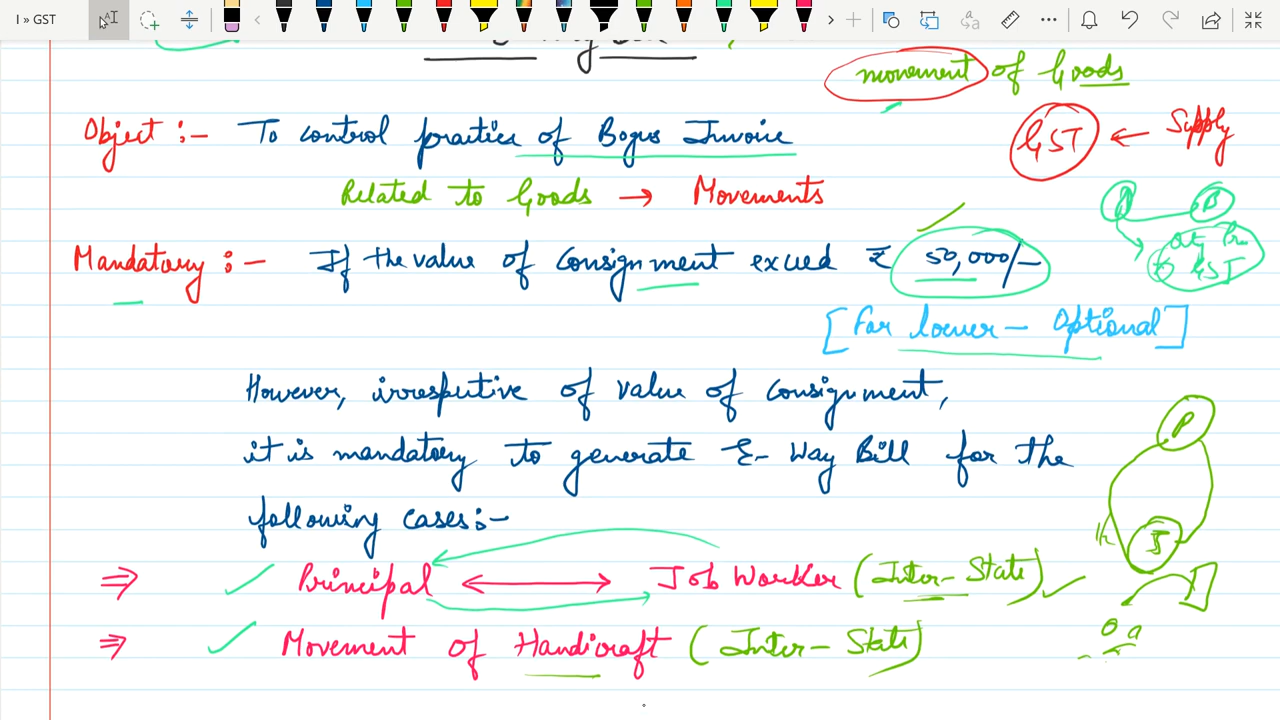 I » GST
movement of Goods
Object :- To control practice of Bogus Invoice
GST ← Supply
Related to Goods → Movements
A B
Mandatory :- If the value of Consignment exceed ₹ 50,000/-
to GST
[For lower - Optional]
However, irrespective of value of Consignment,
P
it is mandatory to generate E-Way Bill for the
following cases:-
J
⇒ ✓ Principal ⟷ Job Worker (Inter-State) ✓
⇒ ✓ Movement of Handicraft (Inter-State)